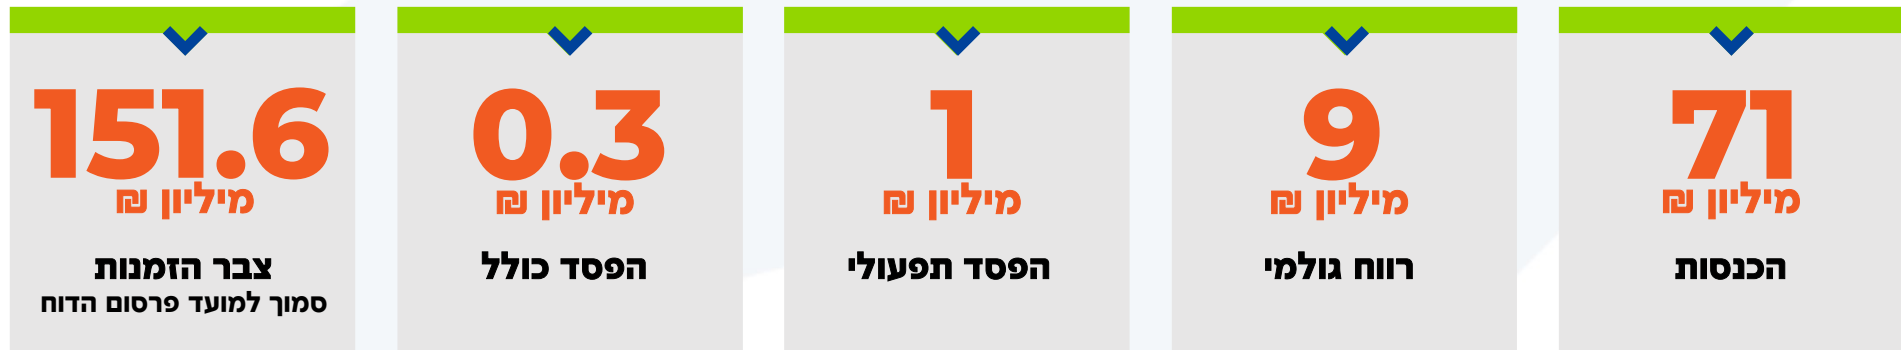 71
מיליון ₪
הכנסות
9
מיליון ₪
רווח גולמי
1
מיליון ₪
הפסד תפעולי
0.3
מיליון ₪
הפסד כולל
151.6
מיליון ₪
צבר הזמנות
סמוך למועד פרסום הדוח